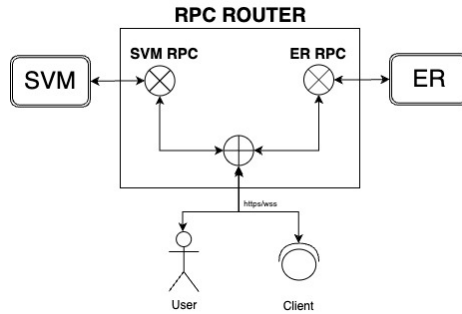 RPC ROUTER
SVM RPC
ER RPC
SVM
ER
https/wss
User
Client